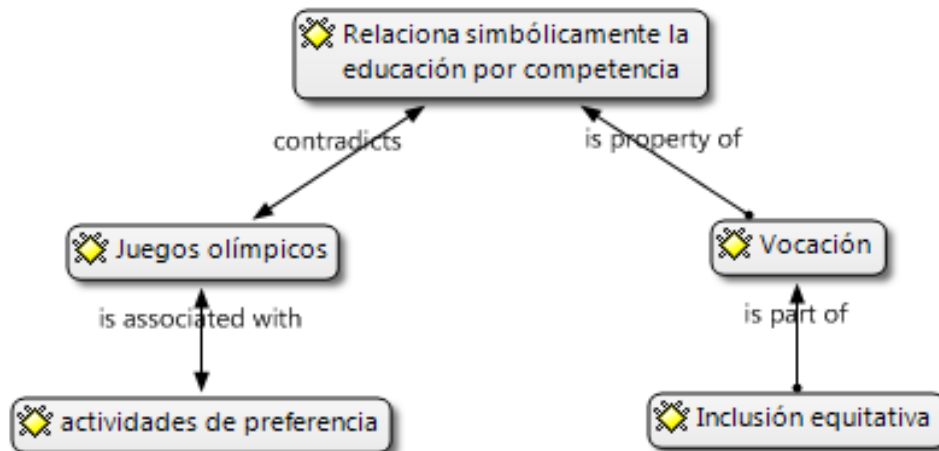 Relaciona simbólicamente la
educación por competencia
contradicts
is property of
Juegos olímpicos
Vocación
is associated with
is part of
actividades de preferencia
Inclusión equitativa